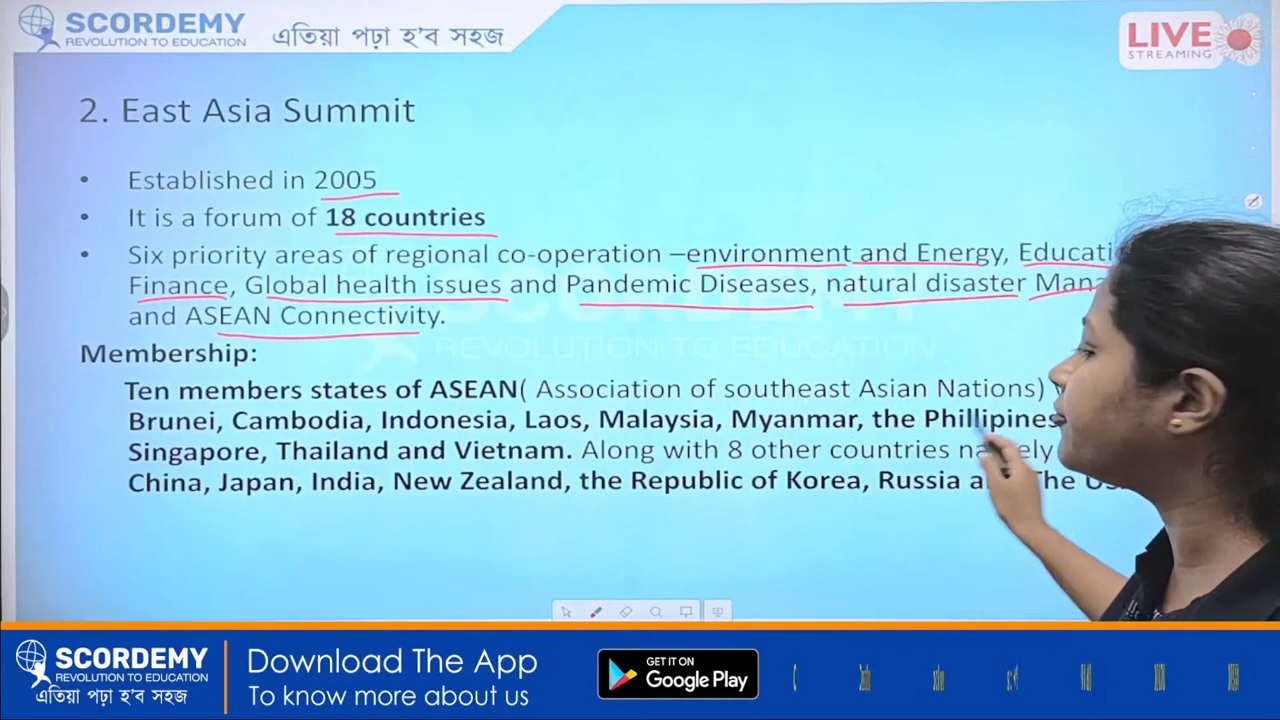 SCORDEMY
REVOLUTION TO EDUCATION
এতিয়া পঢ়া হ'ব সহজ
LIVE
STREAMING
2. East Asia Summit
• Established in 2005
• It is a forum of 18 countries
• Six priority areas of regional co-operation –environment and Energy,
Finance, Global health issues and Pandemic Diseases, natural disaster
and ASEAN Connectivity.
SCORDEMY
REVOLUTION TO EDUCATION
Membership:
Ten members states of ASEAN( Association of southeast Asian Nations)
Brunei, Cambodia, Indonesia, Laos, Malaysia, Myanmar, the Phillipines
Singapore, Thailand and Vietnam. Along with 8 other countries
China, Japan, India, New Zealand, the Republic of Korea, Russia The
SCORDEMY
REVOLUTION TO EDUCATION
এতিয়া পঢ়া হ'ব সহজ
Download The App
To know more about us
GET IT ON
Google Play